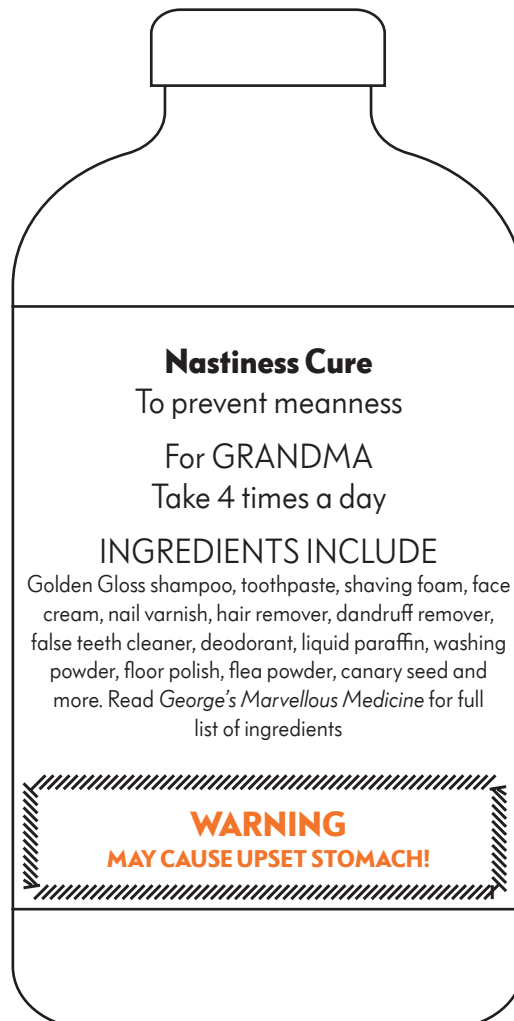 Nastiness Cure
To prevent meanness
For GRANDMA
Take 4 times a day
INGREDIENTS INCLUDE
Golden Gloss shampoo, toothpaste, shaving foam, face
cream, nail varnish, hair remover, dandruff remover,
false teeth cleaner, deodorant, liquid paraffin, washing
powder, floor polish, flea powder, canary seed and
more. Read George's Marvellous Medicine for full
list of ingredients
WARNING
MAY CAUSE UPSET STOMACH!